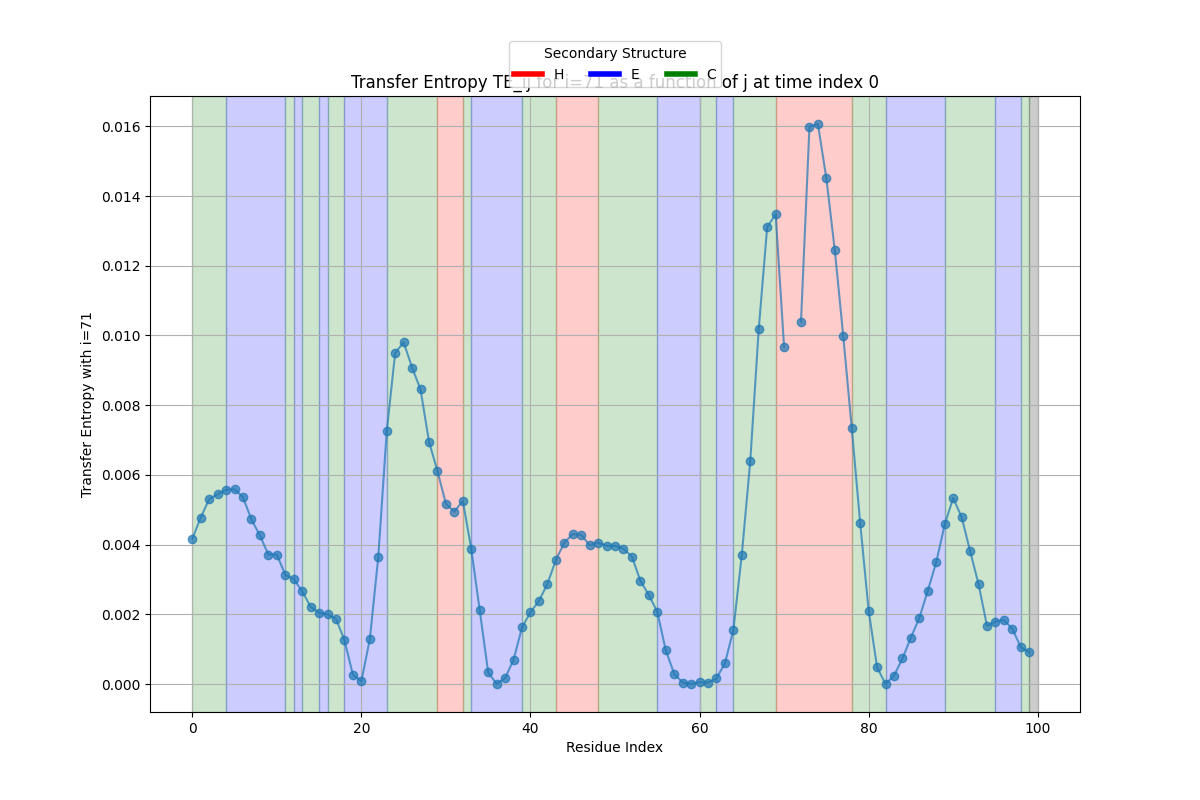 Secondary Structure
H E C
Transfer Entropy TE_ij for i=71 as a function of j at time index 0
0.016
0.014
0.012
0.010
0.008
0.006
0.004
0.002
0.000
Transfer Entropy with i=71
0 20 40 60 80 100
Residue Index